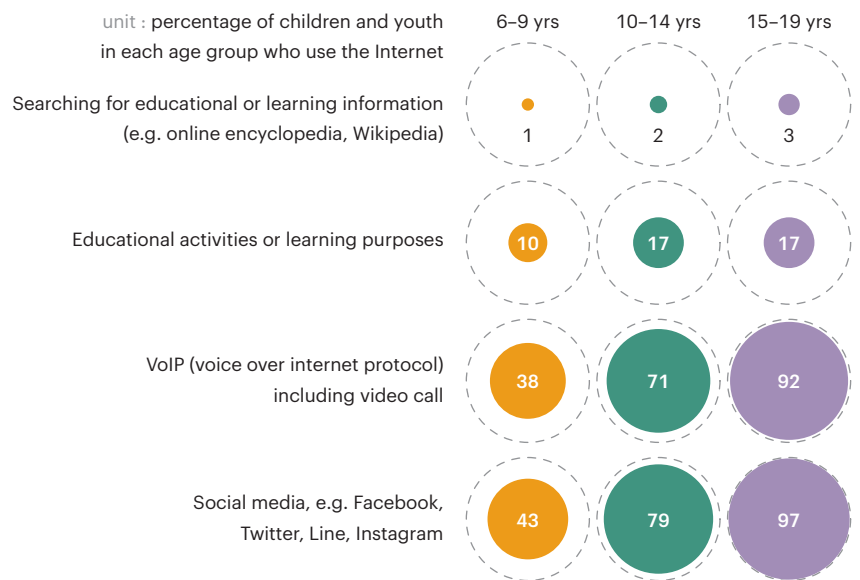 unit : percentage of children and youth
in each age group who use the Internet
6–9 yrs 10–14 yrs 15–19 yrs
Searching for educational or learning information
(e.g. online encyclopedia, Wikipedia)
1 2 3
Educational activities or learning purposes
10 17 17
VoIP (voice over internet protocol)
including video call
38 71 92
Social media, e.g. Facebook,
Twitter, Line, Instagram
43 79 97